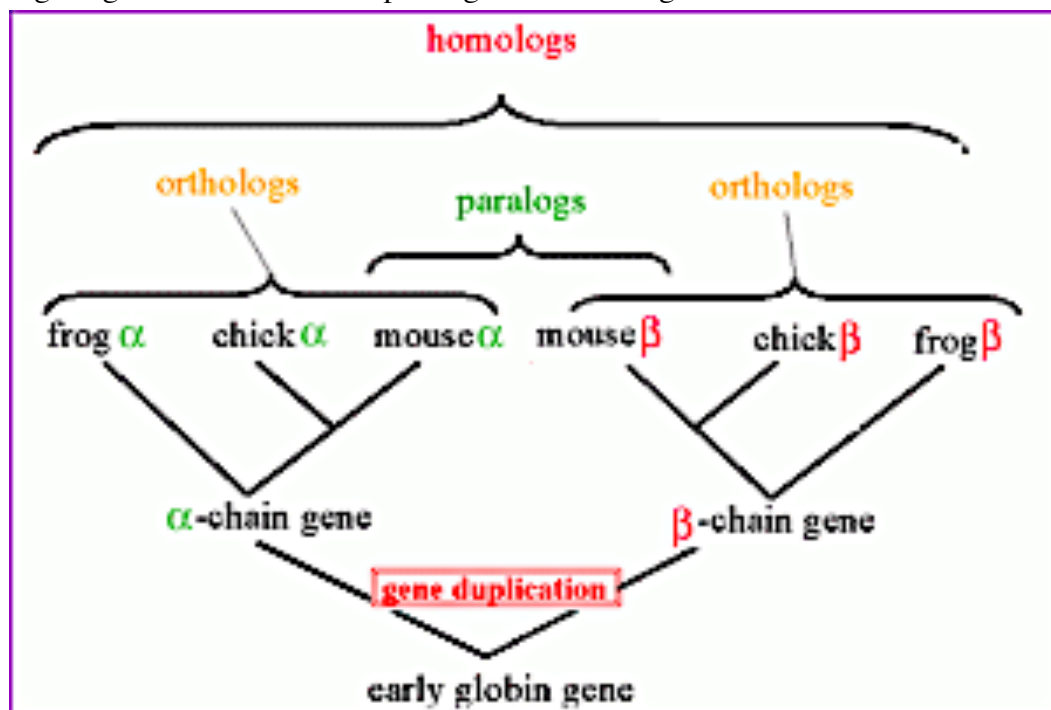 homologs
orthologs
paralogs
orthologs
frog α
chick α
mouse α
mouse β
chick β
frog β
α-chain gene
β-chain gene
gene duplication
early globin gene